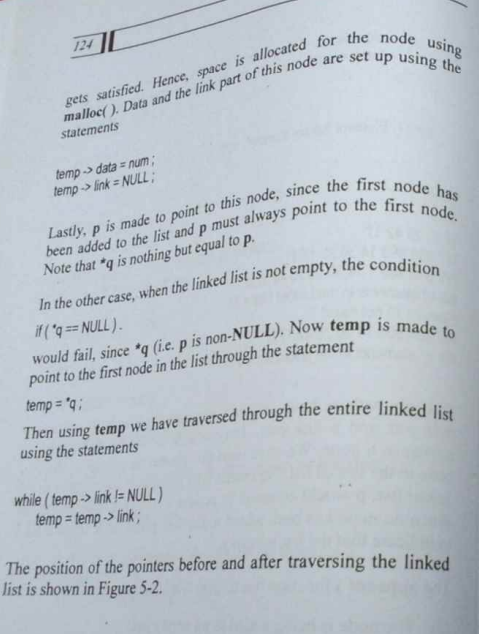 124
gets satisfied. Hence, space is allocated for the node using
malloc( ). Data and the link part of this node are set up using the
statements
temp -> data = num ;
temp -> link = NULL ;
Lastly, p is made to point to this node, since the first node has
been added to the list and p must always point to the first node.
Note that *q is nothing but equal to p.
In the other case, when the linked list is not empty, the condition
if ( *q == NULL ).
would fail, since *q (i.e. p is non-NULL). Now temp is made to
point to the first node in the list through the statement
temp = *q ;
Then using temp we have traversed through the entire linked list
using the statements
while ( temp -> link != NULL )
temp = temp -> link ;
The position of the pointers before and after traversing the linked
list is shown in Figure 5-2.